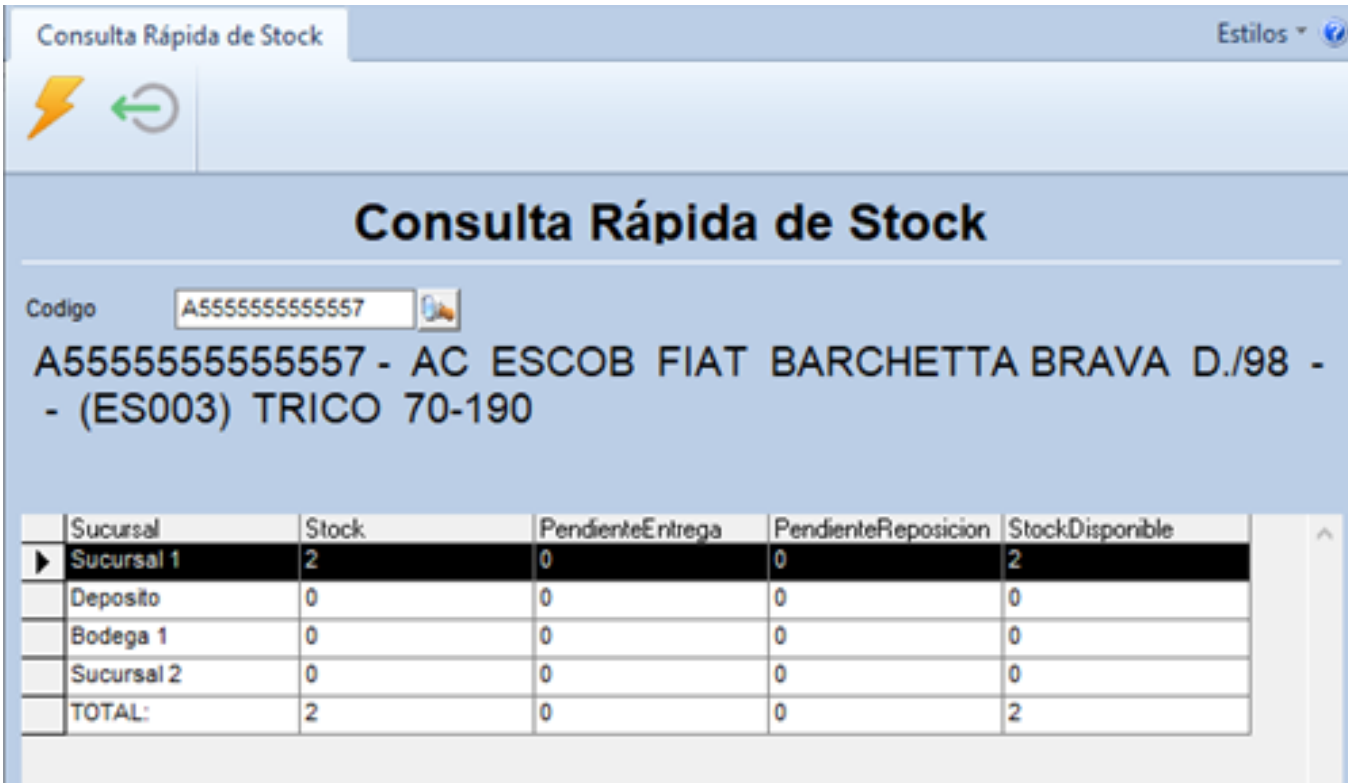 Consulta Rápida de Stock
Estilos
Consulta Rápida de Stock
Codigo A5555555555557
A5555555555557 - AC ESCOB FIAT BARCHETTA BRAVA D./98 -
- (ES003) TRICO 70-190
Sucursal Stock PendienteEntrega PendienteReposicion StockDisponible
Sucursal 1 2 0 0 2
Deposito 0 0 0 0
Bodega 1 0 0 0 0
Sucursal 2 0 0 0 0
TOTAL: 2 0 0 2